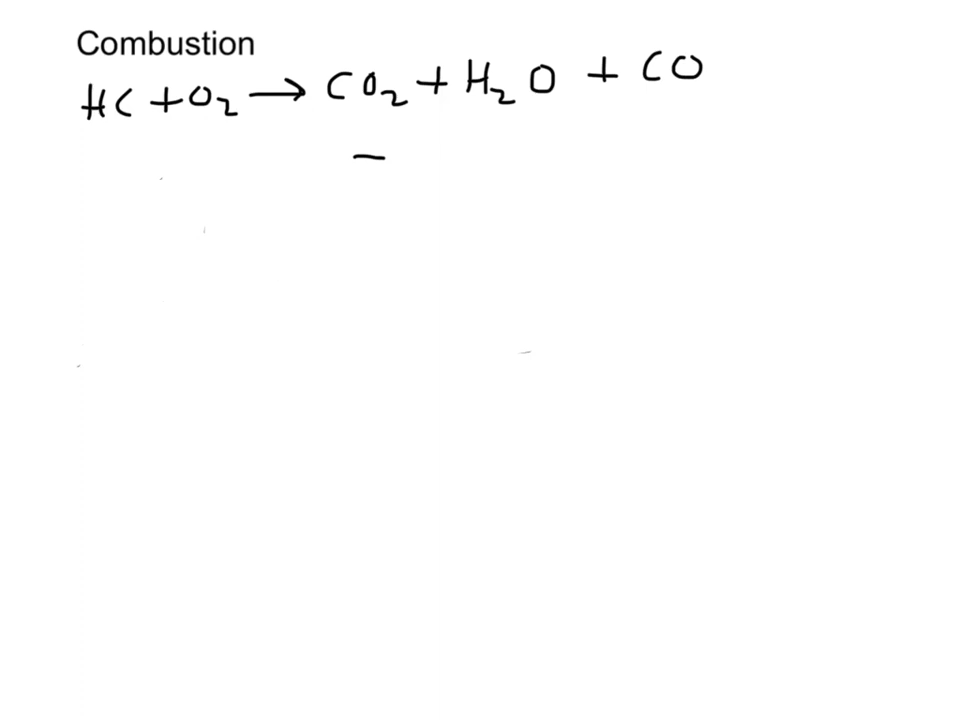 Combustion
HC + O₂ → CO₂ + H₂O + CO
—